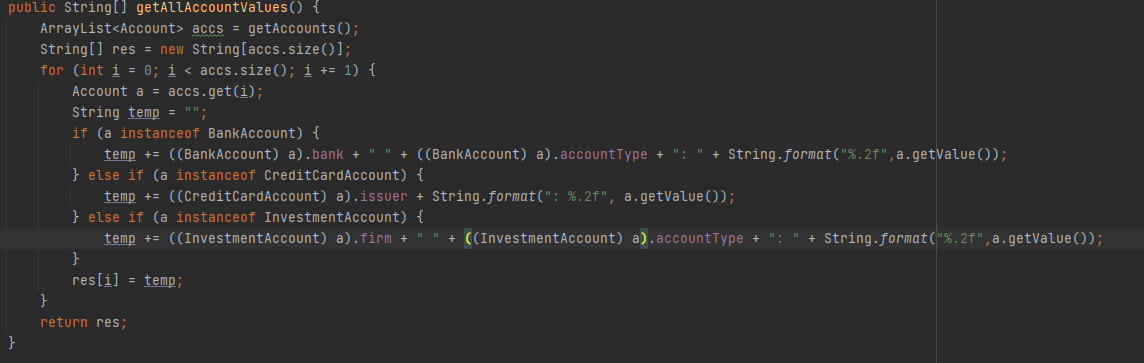 public String[] getAllAccountValues() {
    ArrayList<Account> accs = getAccounts();
    String[] res = new String[accs.size()];
    for (int i = 0; i < accs.size(); i += 1) {
        Account a = accs.get(i);
        String temp = "";
        if (a instanceof BankAccount) {
            temp += ((BankAccount) a).bank + " " + ((BankAccount) a).accountType + ": " + String.format("%.2f",a.getValue());
        } else if (a instanceof CreditCardAccount) {
            temp += ((CreditCardAccount) a).issuer + String.format(": %.2f", a.getValue());
        } else if (a instanceof InvestmentAccount) {
            temp += ((InvestmentAccount) a).firm + " " + ((InvestmentAccount) a).accountType + ": " + String.format("%.2f",a.getValue());
        }
        res[i] = temp;
    }
    return res;
}